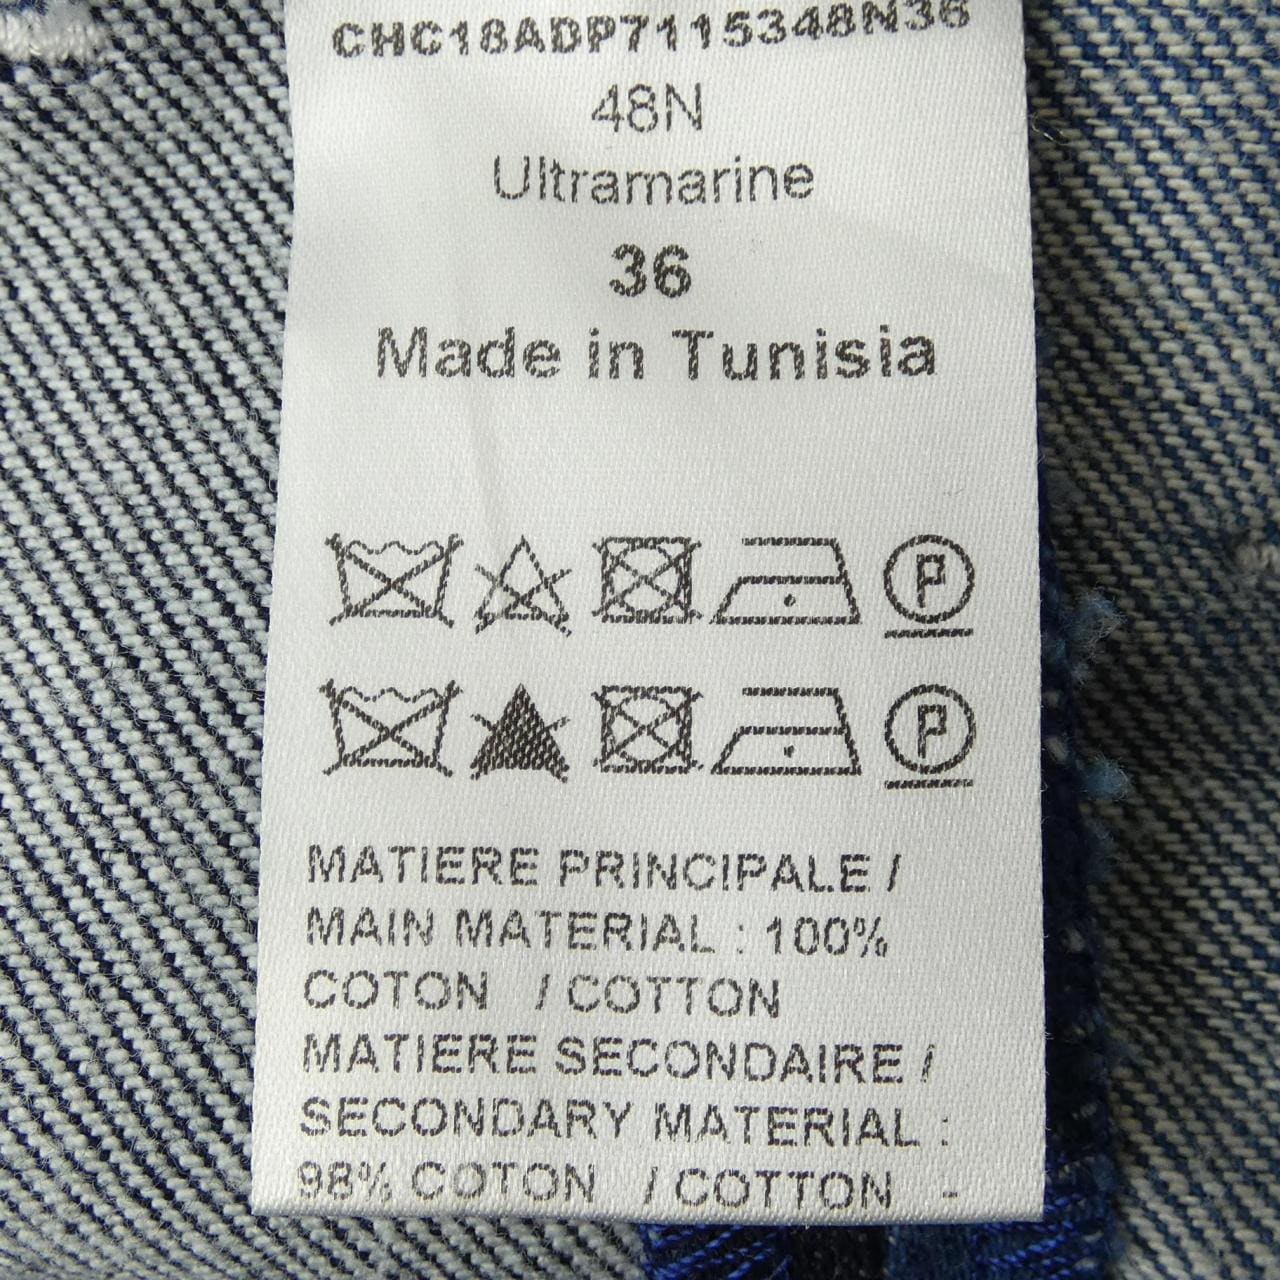 CHC18ADP7115348N36
48N
Ultramarine
36
Made in Tunisia
P
P
MATIERE PRINCIPALE /
MAIN MATERIAL : 100%
COTON / COTTON
MATIERE SECONDAIRE /
SECONDARY MATERIAL :
98% COTON / COTTON -